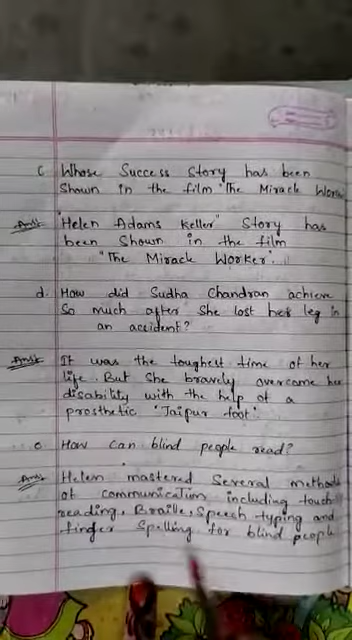 c. Whose Success Story has been
Shown in the film "The Miracle Worker
Ans: "Helen Adams Keller" Story has
been Shown in the film
"The Miracle Worker".
d. How did Sudha Chandran achieve
So much after She lost her leg in
an accident?
Ans: It was the toughest time of her
life. But She bravely overcome her
disability with the help of a
prosthetic "Jaipur foot".
e. How can blind people read?
Ans: Helen mastered Several methods
of communication including touch
reading, Braille, Speech typing and
finger Spelling for blind people